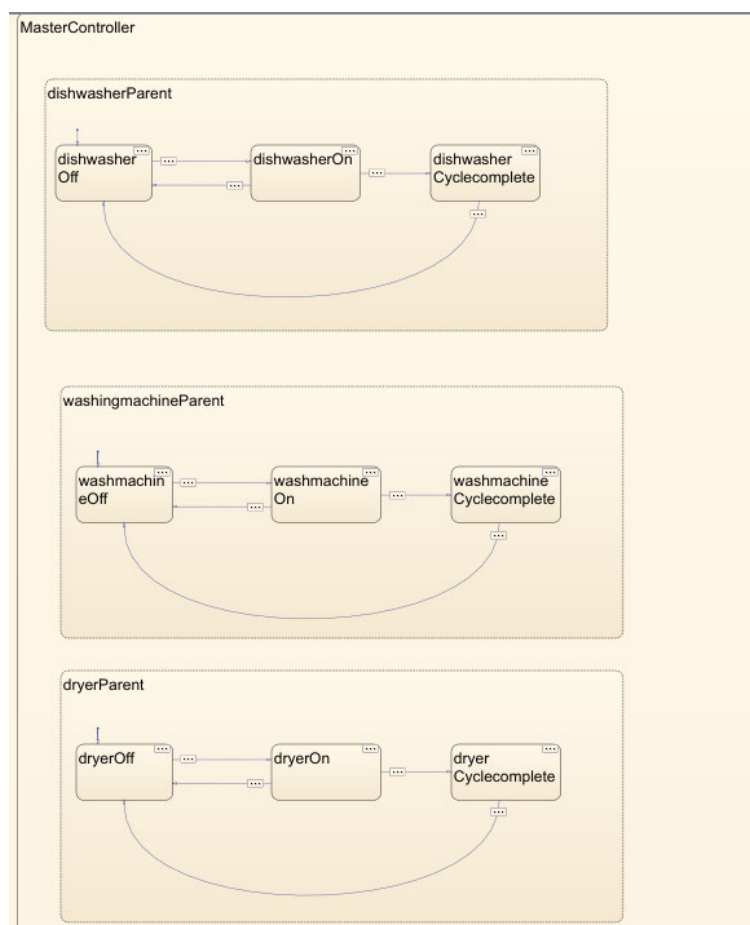 MasterController
dishwasherParent
dishwasher
Off
dishwasherOn
dishwasher
Cyclecomplete
washingmachineParent
washmachin
eOff
washmachine
On
washmachine
Cyclecomplete
dryerParent
dryerOff
dryerOn
dryer
Cyclecomplete